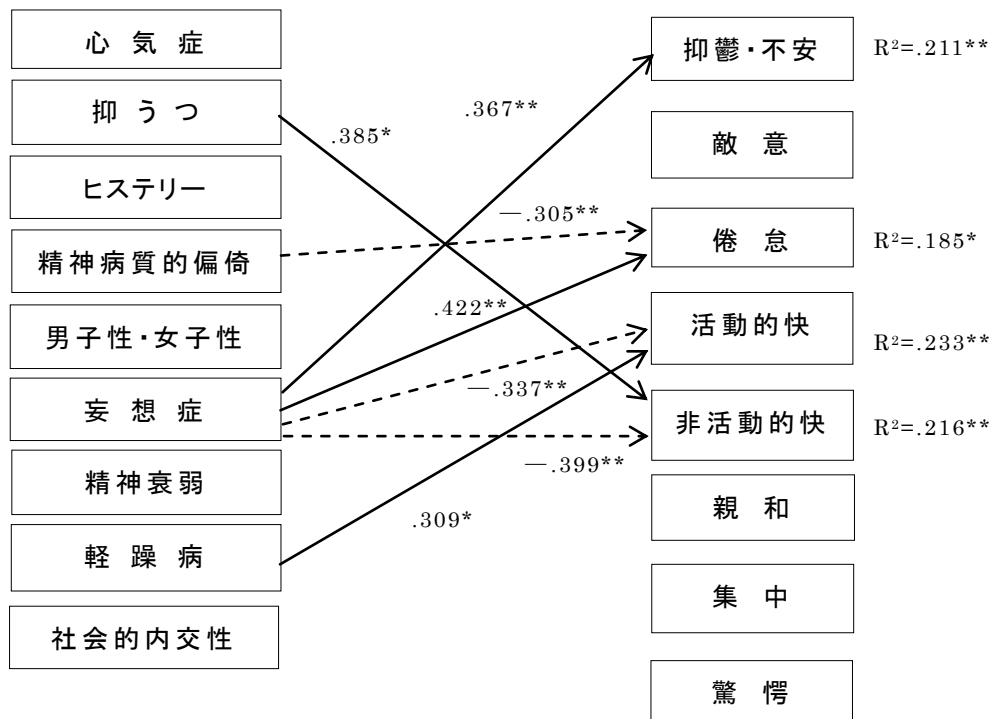 心気症
抑うつ
ヒステリー
精神病質的偏倚
男子性・女子性
妄想症
精神衰弱
軽躁病
社会的内交性
.385*
.367**
―.305**
.422**
―.337**
―.399**
.309*
抑鬱・不安
R²=.211**
敵意
倦怠
R²=.185*
活動的快
R²=.233**
非活動的快
R²=.216**
親和
集中
驚愕